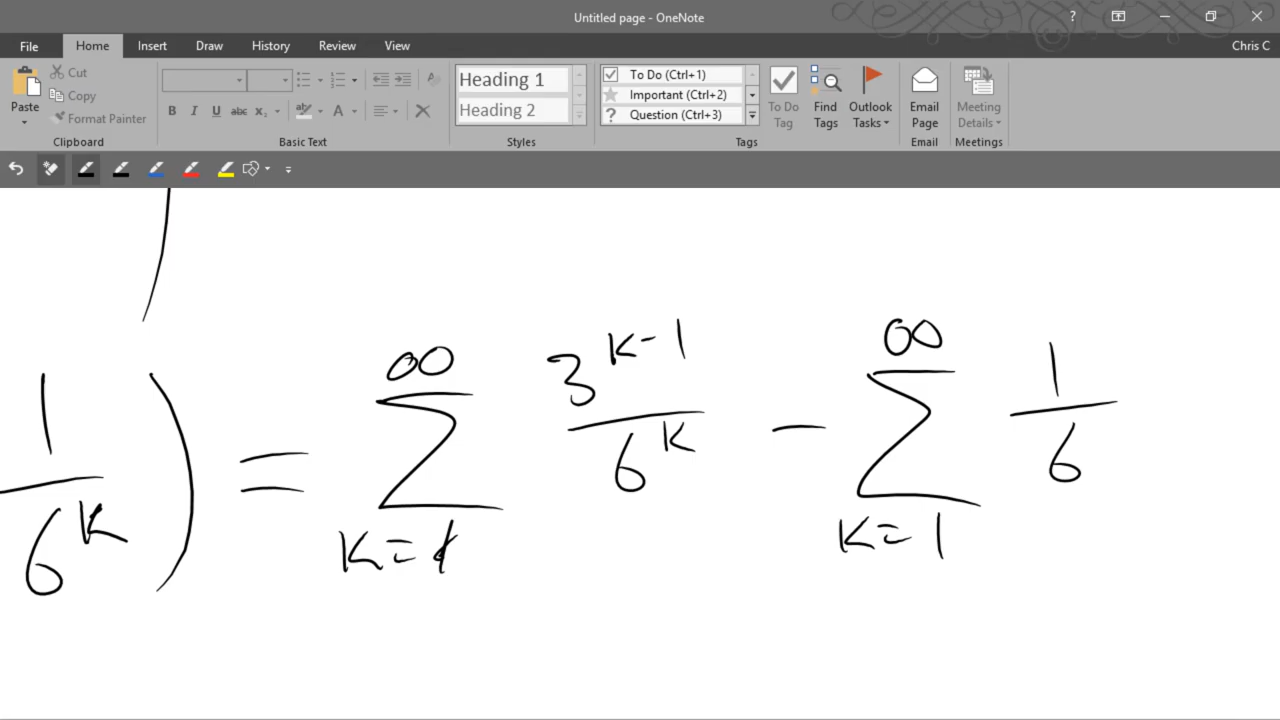 Untitled page - OneNote
?
File Home Insert Draw History Review View Chris C
Paste
Cut
Copy
Format Painter
Clipboard
B I U abc x₂ A
Basic Text
Heading 1
Heading 2
Styles
To Do (Ctrl+1)
Important (Ctrl+2)
? Question (Ctrl+3)
To Do Tag
Find Tags
Outlook Tasks
Tags
Email Page
Email
Meeting Details
Meetings
1/6^K ) = ∑_{K=1}^{∞} 3^{K-1}/6^K - ∑_{K=1}^{∞} 1/6